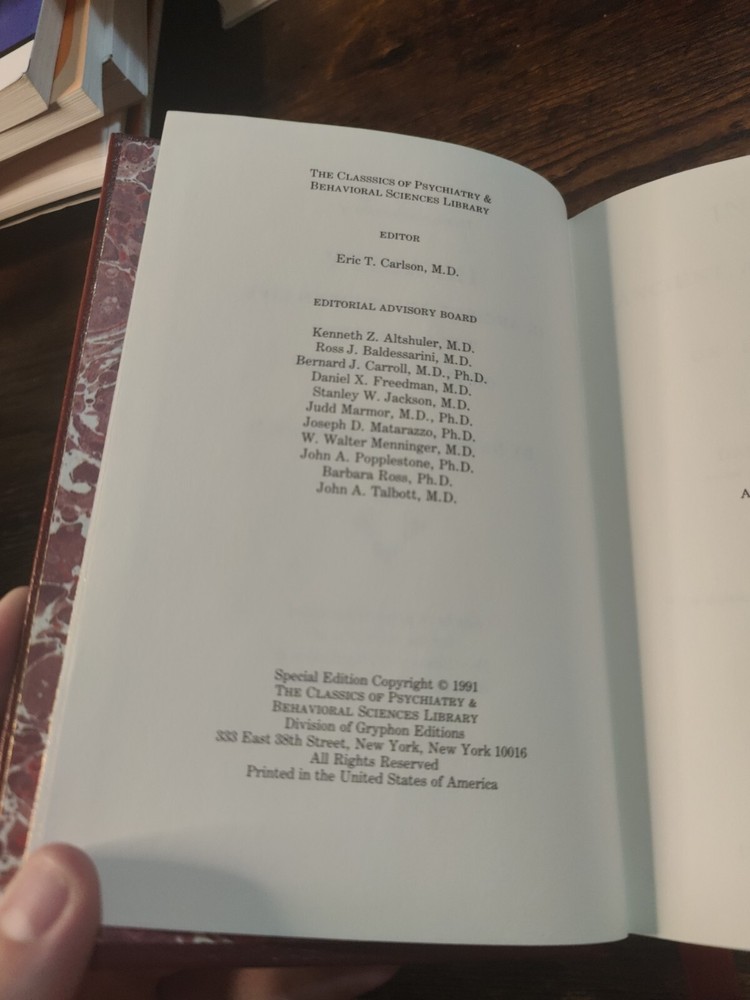 THE CLASSSICS OF PSYCHIATRY &
BEHAVIORAL SCIENCES LIBRARY
EDITOR
Eric T. Carlson, M.D.
EDITORIAL ADVISORY BOARD
Kenneth Z. Altshuler, M.D.
Ross J. Baldessarini, M.D.
Bernard J. Carroll, M.D., Ph.D.
Daniel X. Freedman, M.D.
Stanley W. Jackson, M.D.
Judd Marmor, M.D., Ph.D.
Joseph D. Matarazzo, Ph.D.
W. Walter Menninger, M.D.
John A. Popplestone, Ph.D.
Barbara Ross, Ph.D.
John A. Talbott, M.D.
Special Edition Copyright © 1991
THE CLASSICS OF PSYCHIATRY &
BEHAVIORAL SCIENCES LIBRARY
Division of Gryphon Editions
333 East 38th Street, New York, New York 10016
All Rights Reserved
Printed in the United States of America
A